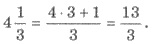 4 1/3 = (4 · 3 + 1)/3 = 13/3.